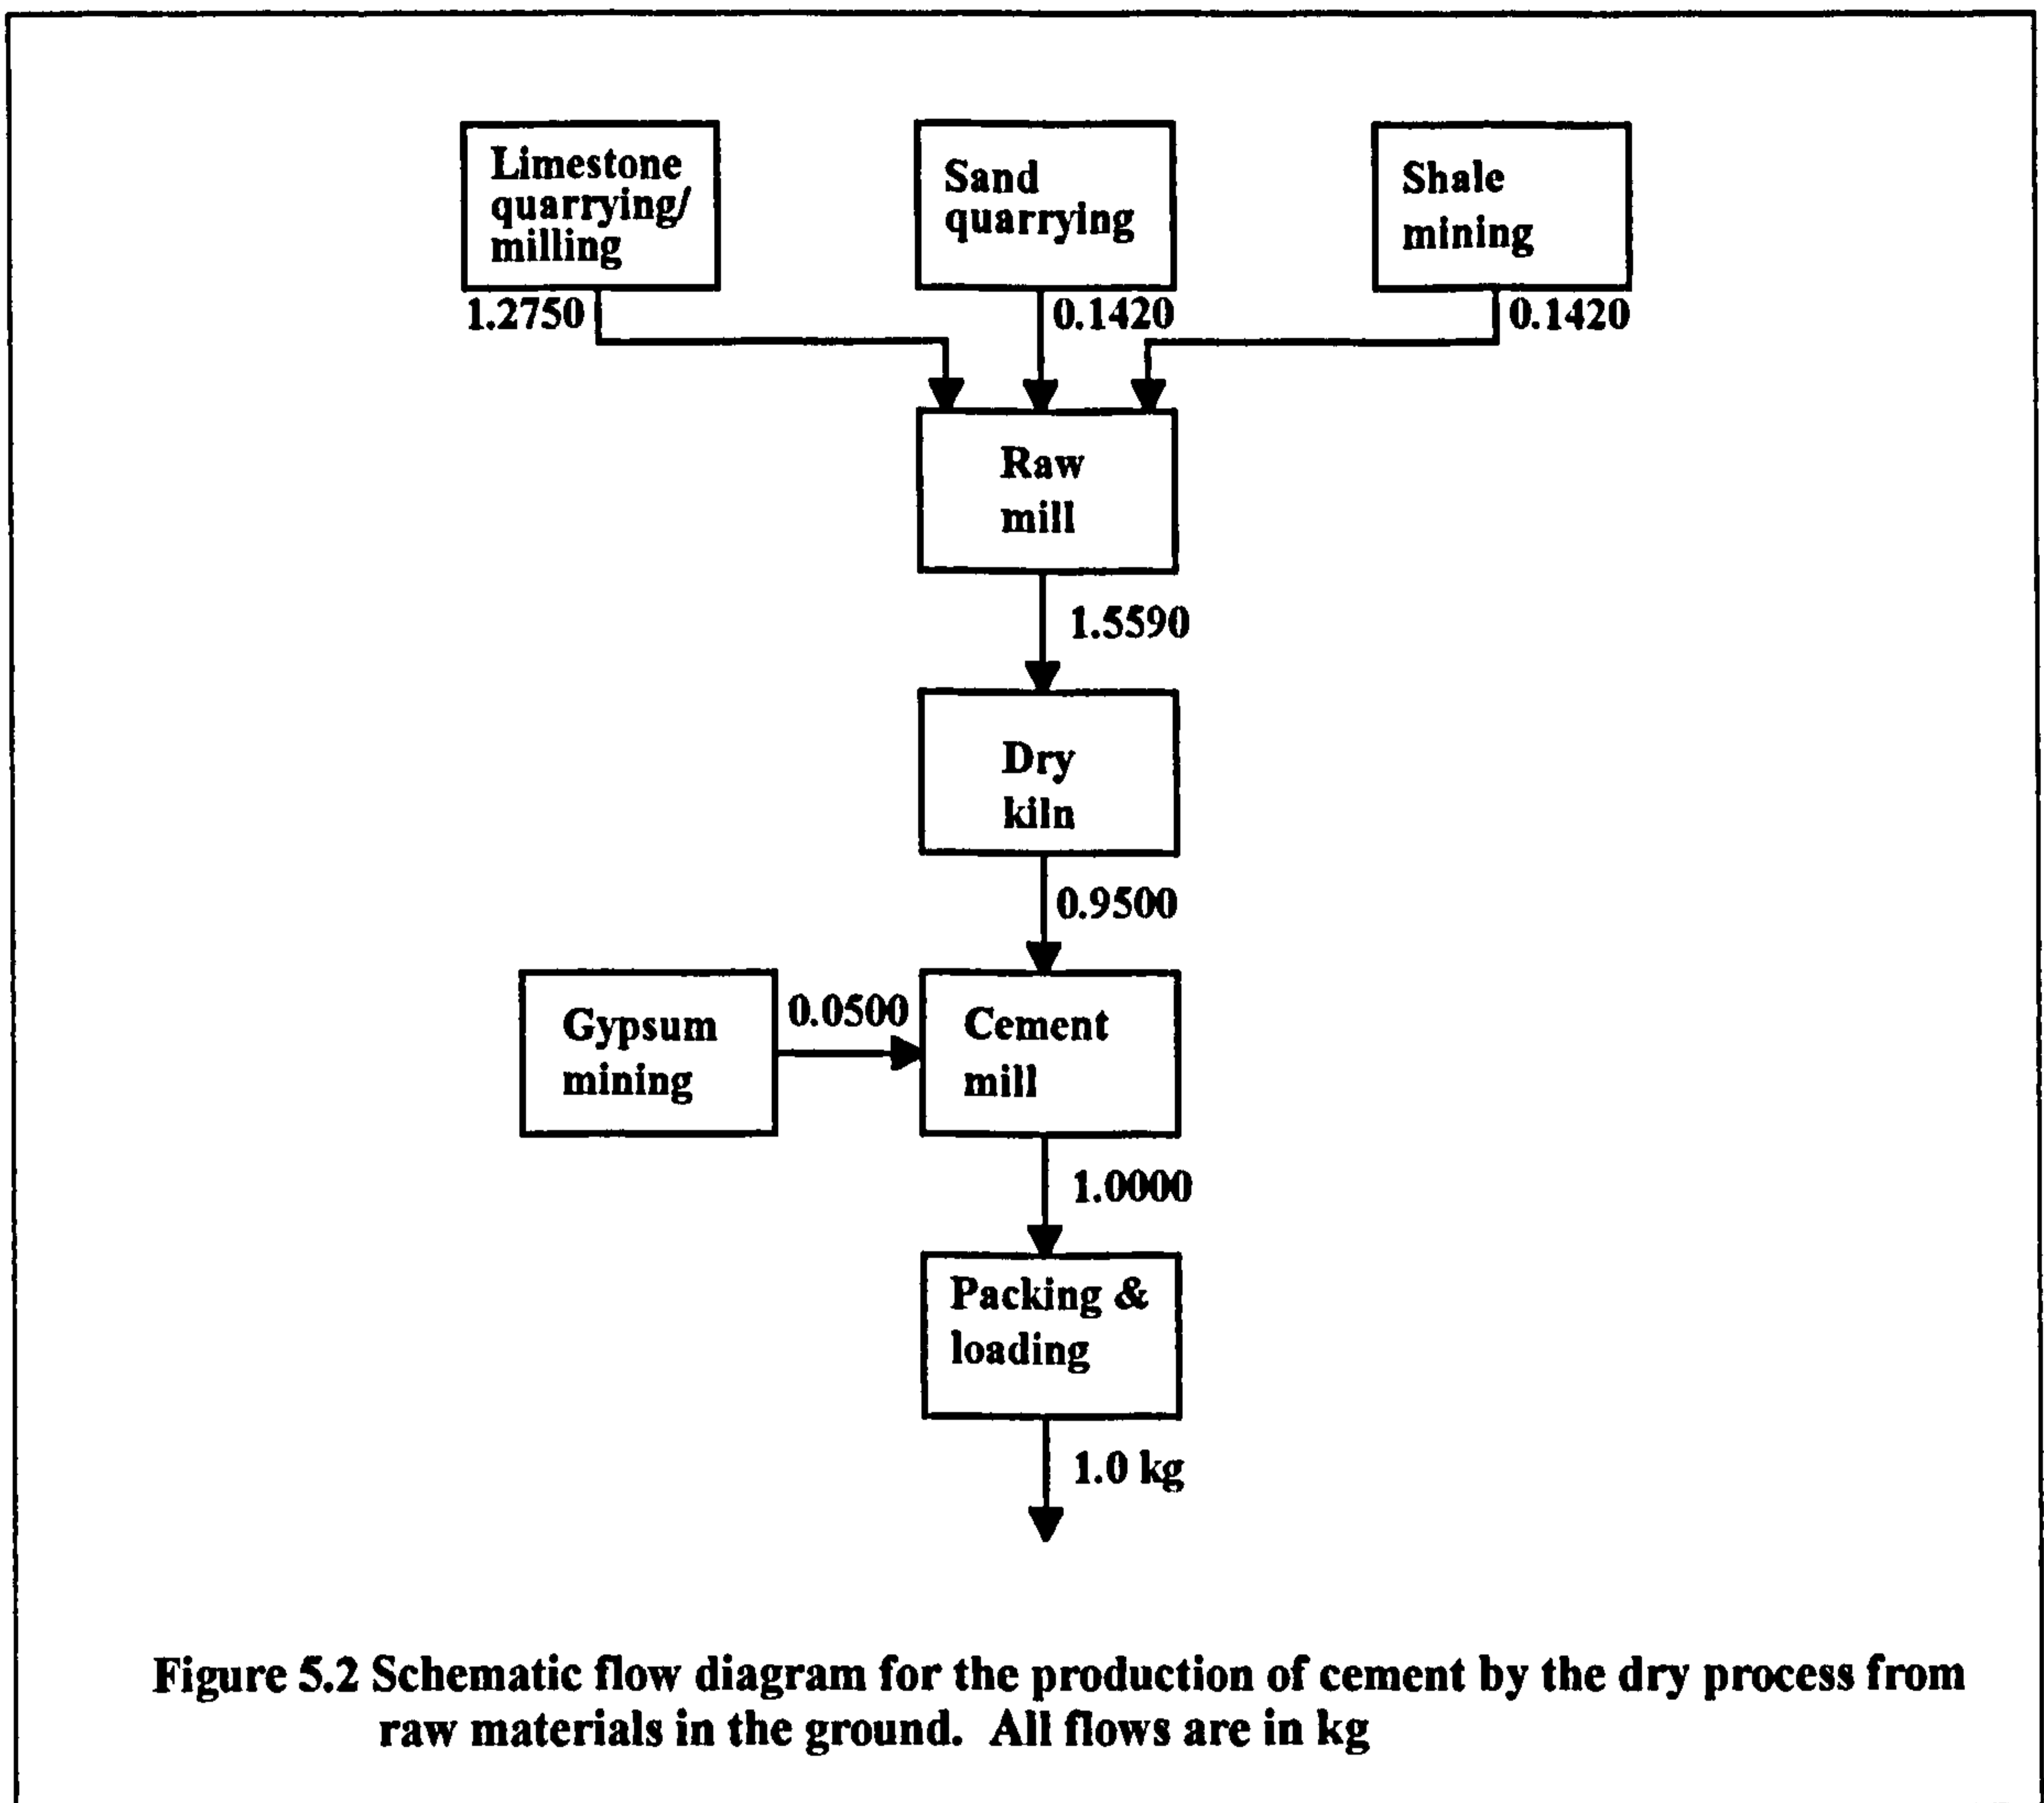 Limestone
quarrying/
milling
Sand
quarrying
Shale
mining
1.2750
0.1420
0.1420
Raw
mill
1.5590
Dry
kiln
0.9500
Gypsum
mining
0.0500
Cement
mill
1.0000
Packing &
loading
1.0 kg
Figure 5.2 Schematic flow diagram for the production of cement by the dry process from
raw materials in the ground. All flows are in kg